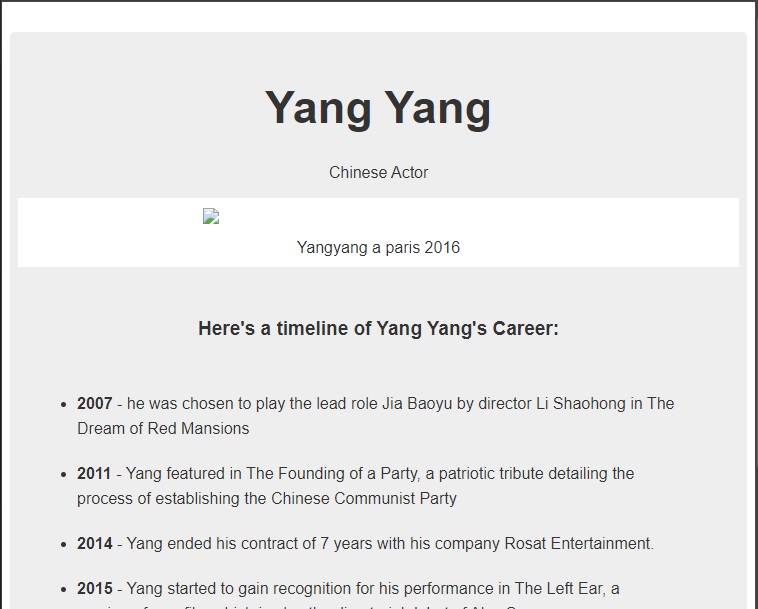 Yang Yang
Chinese Actor
Yangyang a paris 2016
Here's a timeline of Yang Yang's Career:
2007 - he was chosen to play the lead role Jia Baoyu by director Li Shaohong in The
Dream of Red Mansions
2011 - Yang featured in The Founding of a Party, a patriotic tribute detailing the
process of establishing the Chinese Communist Party
2014 - Yang ended his contract of 7 years with his company Rosat Entertainment.
2015 - Yang started to gain recognition for his performance in The Left Ear, a